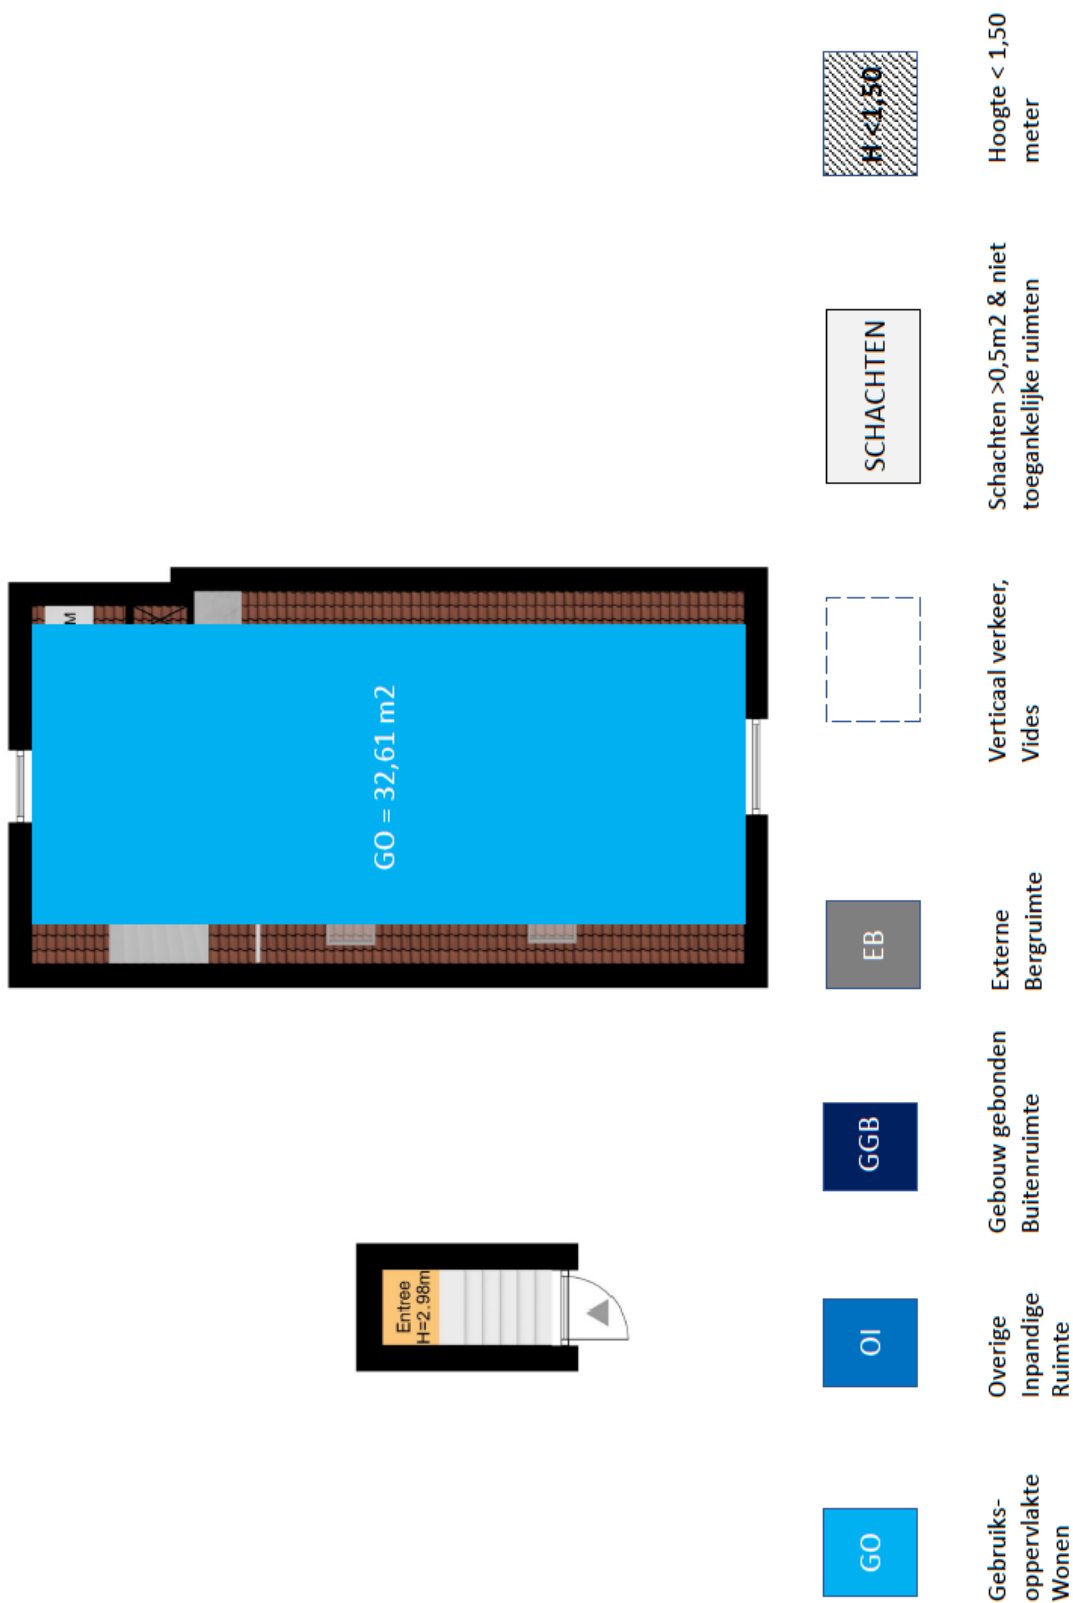 M
GO = 32,61 m2
Entree
H=2.98m
GO
OI
GGB
EB
SCHACHTEN
H <1,50
Gebruiks-
oppervlakte
Wonen
Overige
Inpandige
Ruimte
Gebouw gebonden
Buitenruimte
Externe
Bergruimte
Verticaal verkeer,
Vides
Schachten >0,5m2 & niet
toegankelijke ruimten
Hoogte < 1,50
meter